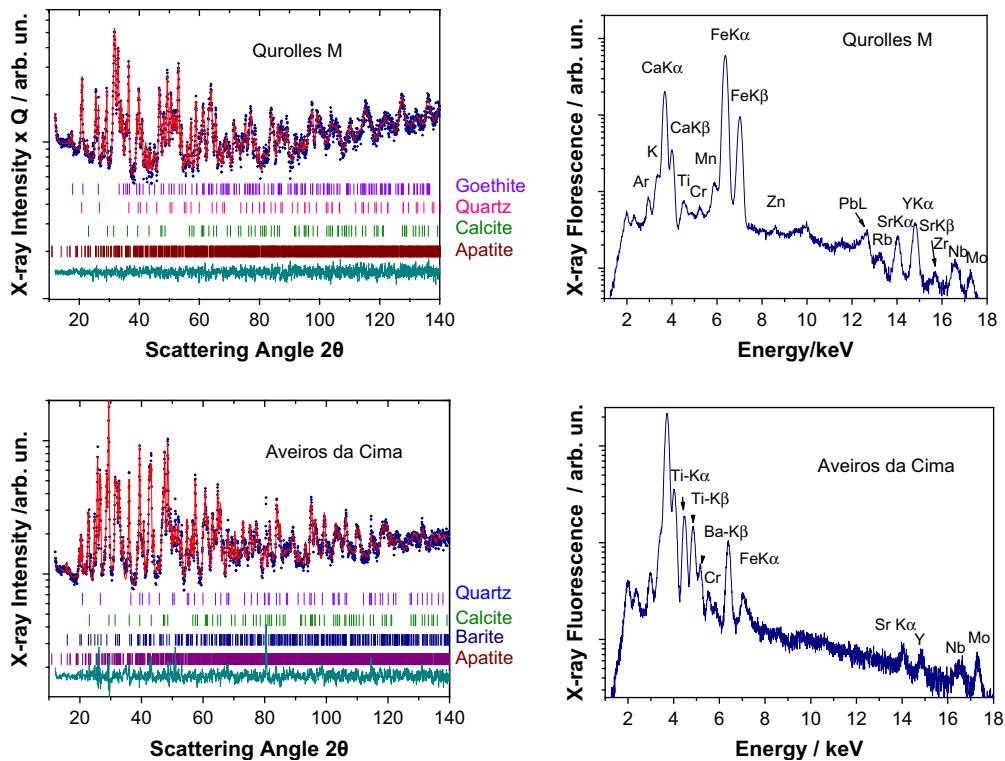 X-ray Intensity x Q / arb. un.
Qurolles M
Goethite
Quartz
Calcite
Apatite
20 40 60 80 100 120 140
Scattering Angle 2θ
X-ray Florescence / arb. un.
Qurolles M
FeKα
CaKα
FeKβ
CaKβ
K
Mn
Ar
Ti
Cr
Zn
PbL
YKα
SrKα
SrKβ
Rb
Zr
Nb
Mo
2 4 6 8 10 12 14 16 18
Energy/keV
X-ray Intensity /arb. un.
Aveiros da Cima
Quartz
Calcite
Barite
Apatite
20 40 60 80 100 120 140
Scattering Angle 2θ
X-ray Fluorescence / arb. un.
Aveiros da Cima
Ti-Kα
Ti-Kβ
Ba-Kβ
FeKα
Cr
Sr Kα
Y
Nb
Mo
2 4 6 8 10 12 14 16 18
Energy / keV